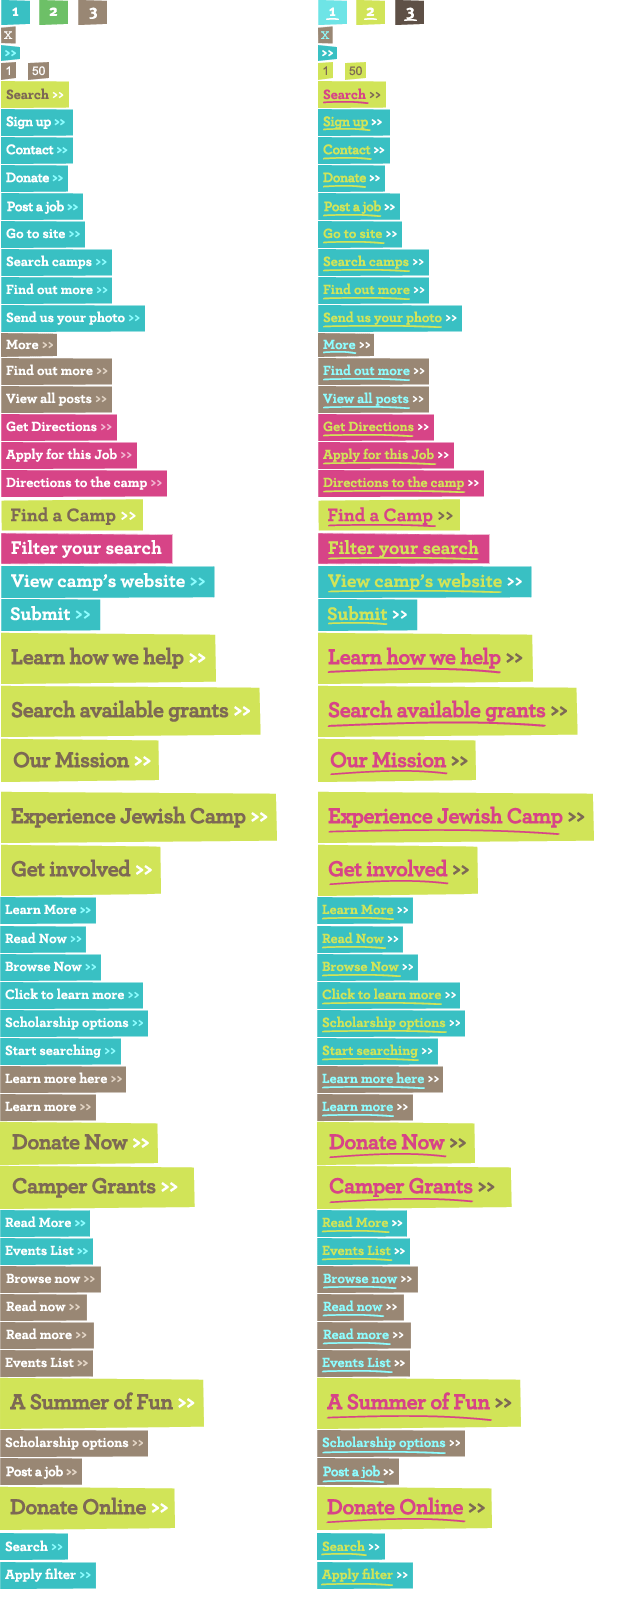 1 2 3 1 2 3
X X
>> >>
1 50 1 50
Search >> Search >>
Sign up >> Sign up >>
Contact >> Contact >>
Donate >> Donate >>
Post a job >> Post a job >>
Go to site >> Go to site >>
Search camps >> Search camps >>
Find out more >> Find out more >>
Send us your photo >> Send us your photo >>
More >> More >>
Find out more >> Find out more >>
View all posts >> View all posts >>
Get Directions >> Get Directions >>
Apply for this Job >> Apply for this Job >>
Directions to the camp >> Directions to the camp >>
Find a Camp >> Find a Camp >>
Filter your search Filter your search
View camp's website >> View camp's website >>
Submit >> Submit >>
Learn how we help >> Learn how we help >>
Search available grants >> Search available grants >>
Our Mission >> Our Mission >>
Experience Jewish Camp >> Experience Jewish Camp >>
Get involved >> Get involved >>
Learn More >> Learn More >>
Read Now >> Read Now >>
Browse Now >> Browse Now >>
Click to learn more >> Click to learn more >>
Scholarship options >> Scholarship options >>
Start searching >> Start searching >>
Learn more here >> Learn more here >>
Learn more >> Learn more >>
Donate Now >> Donate Now >>
Camper Grants >> Camper Grants >>
Read More >> Read More >>
Events List >> Events List >>
Browse now >> Browse now >>
Read now >> Read now >>
Read more >> Read more >>
Events List >> Events List >>
A Summer of Fun >> A Summer of Fun >>
Scholarship options >> Scholarship options >>
Post a job >> Post a job >>
Donate Online >> Donate Online >>
Search >> Search >>
Apply filter >> Apply filter >>